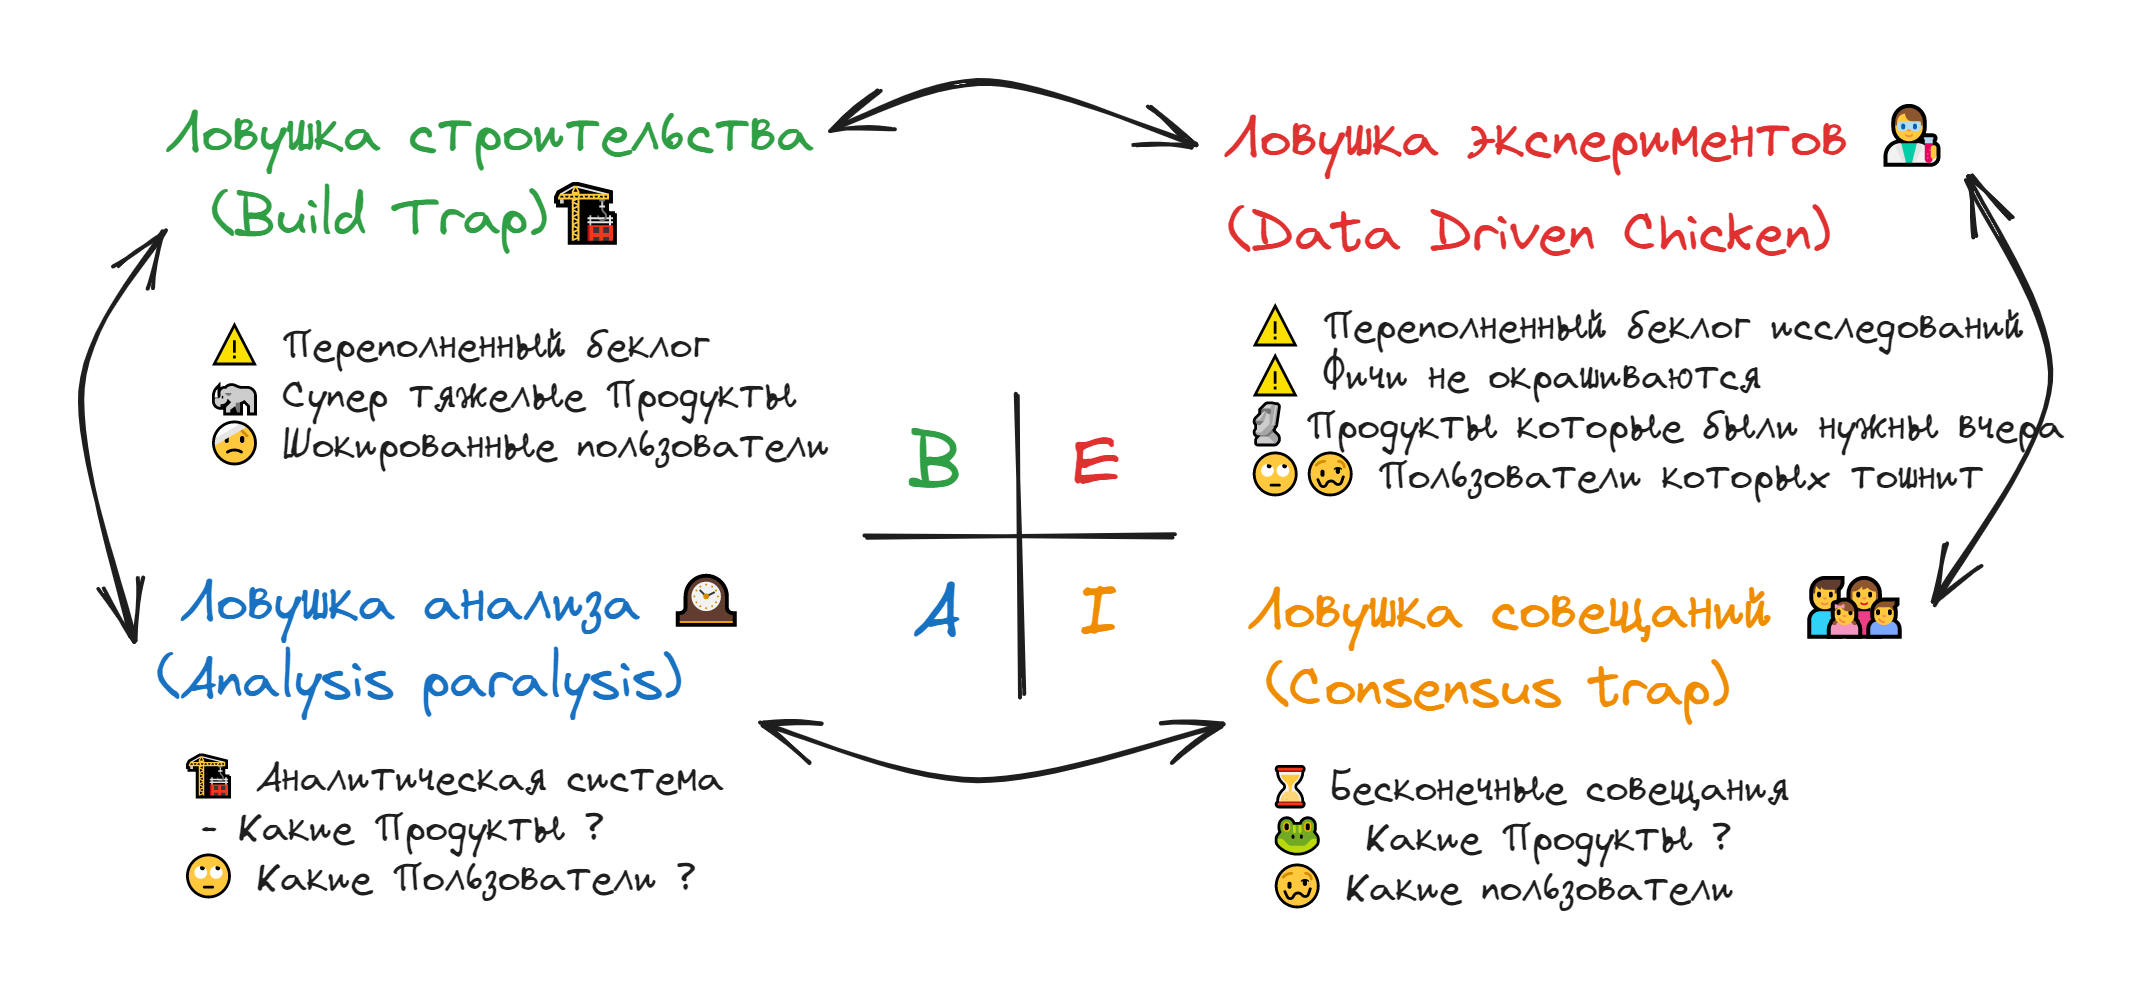 Ловушка строительства
(Build Trap)
Переполненный беклог
Супер тяжелые Продукты
Шокированные пользователи
Ловушка экспериментов
(Data Driven Chicken)
Переполненный беклог исследований
Фичи не окрашиваются
Продукты которые были нужны вчера
Пользователи которых тошнит
B E
A I
Ловушка анализа
(Analysis paralysis)
Аналитическая система
- Какие Продукты ?
Какие Пользователи ?
Ловушка совещаний
(Consensus trap)
Бесконечные совещания
Какие Продукты ?
Какие пользователи